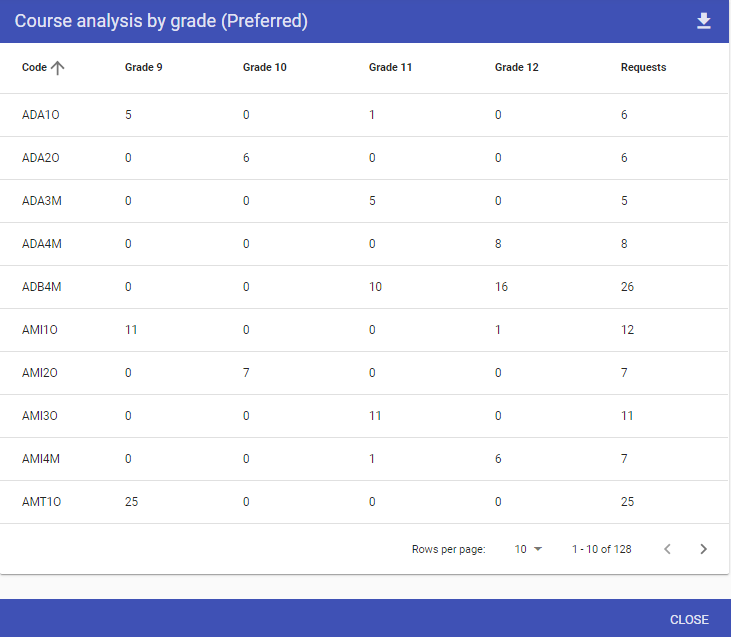 Course analysis by grade (Preferred)
Code Grade 9 Grade 10 Grade 11 Grade 12 Requests
ADA1O 5 0 1 0 6
ADA2O 0 6 0 0 6
ADA3M 0 0 5 0 5
ADA4M 0 0 0 8 8
ADB4M 0 0 10 16 26
AMI1O 11 0 0 1 12
AMI2O 0 7 0 0 7
AMI3O 0 0 11 0 11
AMI4M 0 0 1 6 7
AMT1O 25 0 0 0 25
Rows per page: 10 1 - 10 of 128
CLOSE